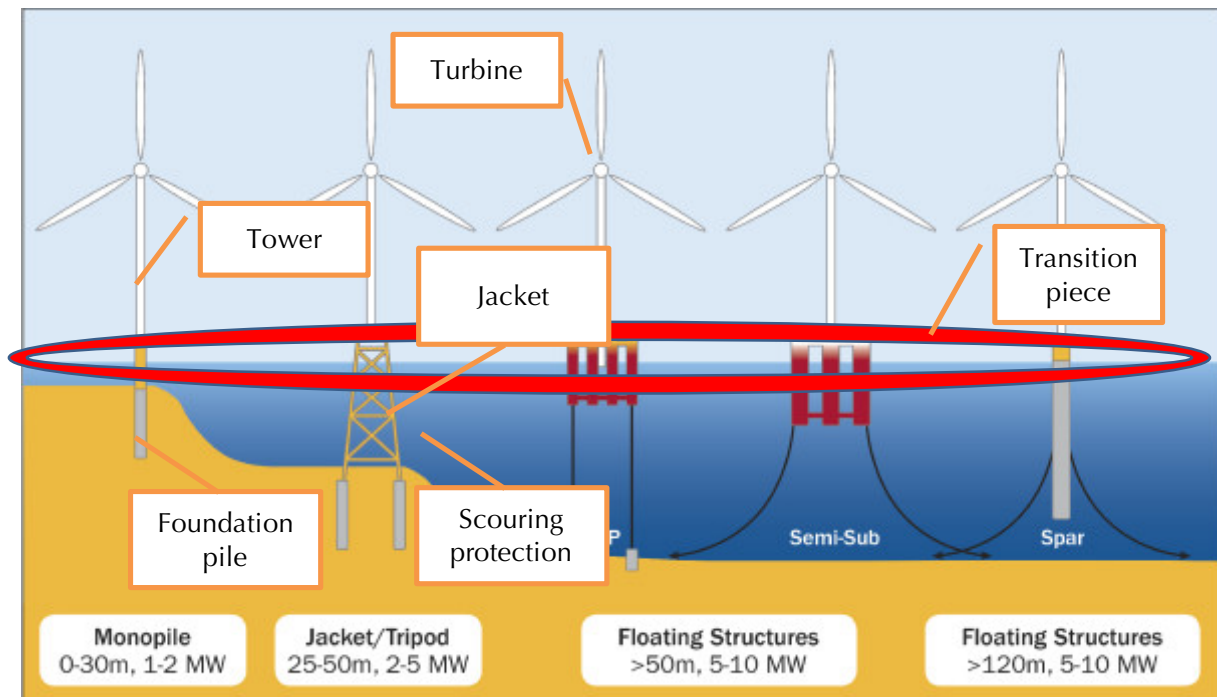 Turbine
Tower
Jacket
Transition
piece
Foundation
pile
Scouring
protection
P
Semi-Sub
Spar
Monopile
0-30m, 1-2 MW
Jacket/Tripod
25-50m, 2-5 MW
Floating Structures
>50m, 5-10 MW
Floating Structures
>120m, 5-10 MW